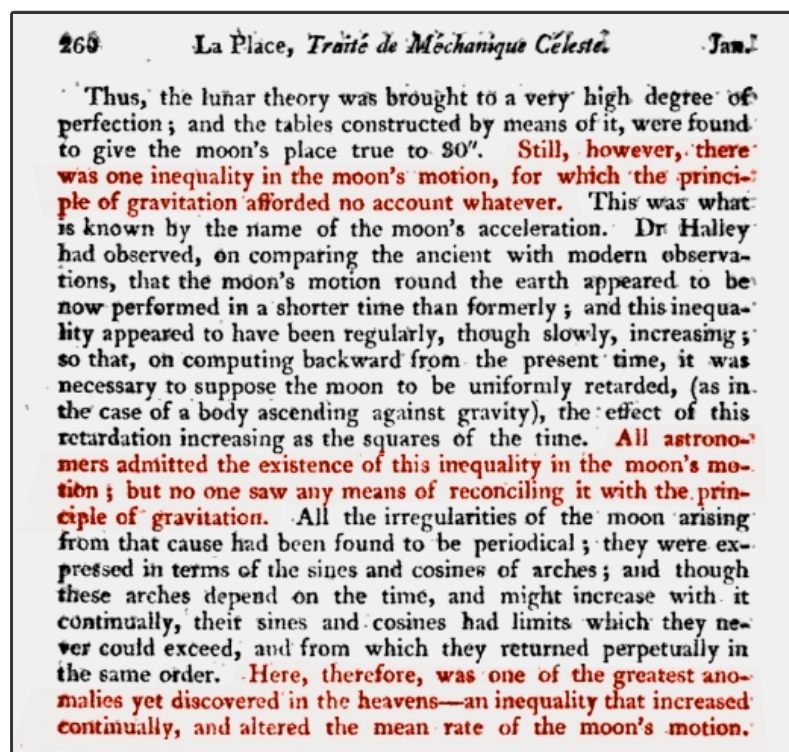 260 La Place, Traité de Méchanique Céleste. Jan.
Thus, the lunar theory was brought to a very high degree of
perfection; and the tables constructed by means of it, were found
to give the moon's place true to 30″. Still, however, there
was one inequality in the moon's motion, for which the princi-
ple of gravitation afforded no account whatever. This was what
is known by the name of the moon's acceleration. Dr Halley
had observed, on comparing the ancient with modern observa-
tions, that the moon's motion round the earth appeared to be
now performed in a shorter time than formerly; and this inequa-
lity appeared to have been regularly, though slowly, increasing;
so that, on computing backward from the present time, it was
necessary to suppose the moon to be uniformly retarded, (as in
the case of a body ascending against gravity), the effect of this
retardation increasing as the squares of the time. All astrono-
mers admitted the existence of this inequality in the moon's mo-
tion; but no one saw any means of reconciling it with the prin-
ciple of gravitation. All the irregularities of the moon arising
from that cause had been found to be periodical; they were ex-
pressed in terms of the sines and cosines of arches; and though
these arches depend on the time, and might increase with it
continually, their sines and cosines had limits which they ne-
ver could exceed, and from which they returned perpetually in
the same order. Here, therefore, was one of the greatest ano-
malies yet discovered in the heavens—an inequality that increased
continually, and altered the mean rate of the moon's motion.